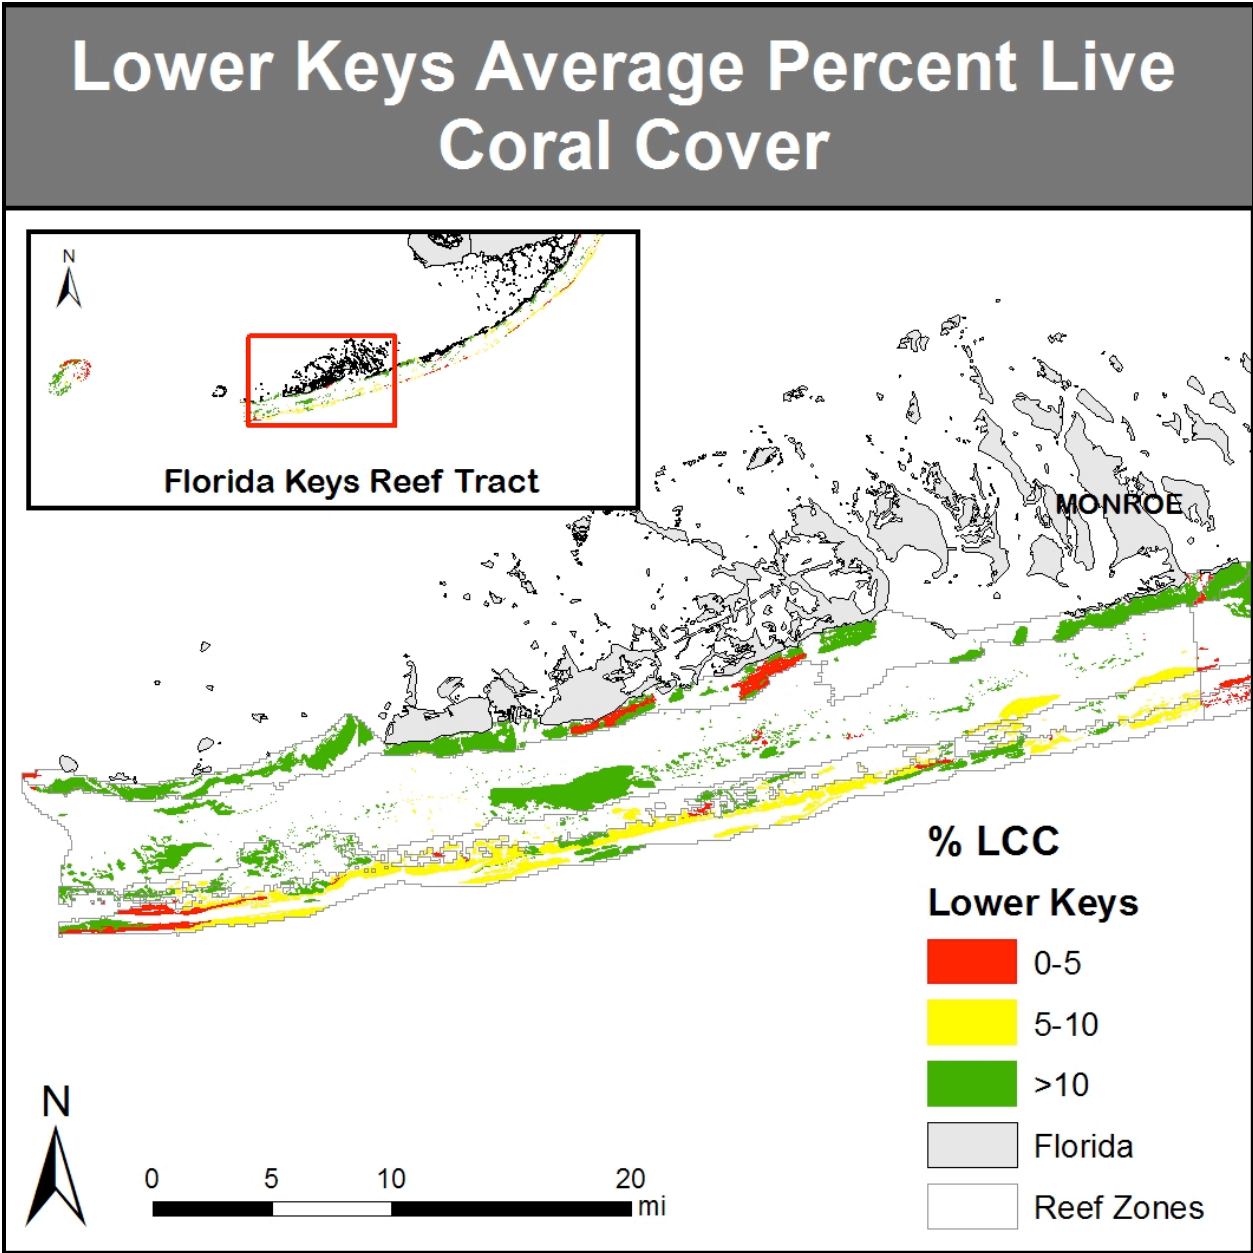 Lower Keys Average Percent Live
Coral Cover
N
Florida Keys Reef Tract
MONROE
% LCC
Lower Keys
0-5
5-10
>10
Florida
Reef Zones
N
0 5 10 20
mi